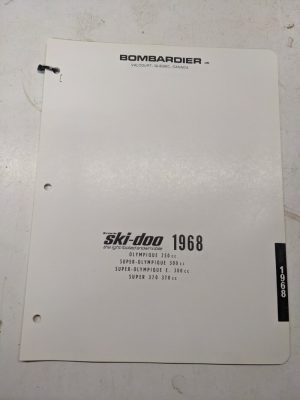 BOMBARDIER
VALCOURT, QUEBEC, CANADA
ski-doo 1968
OLYMPIQUE 250 cc
SUPER-OLYMPIQUE 300 cc
SUPER-OLYMPIQUE E. 300 cc
SUPER 370 370 cc
1968